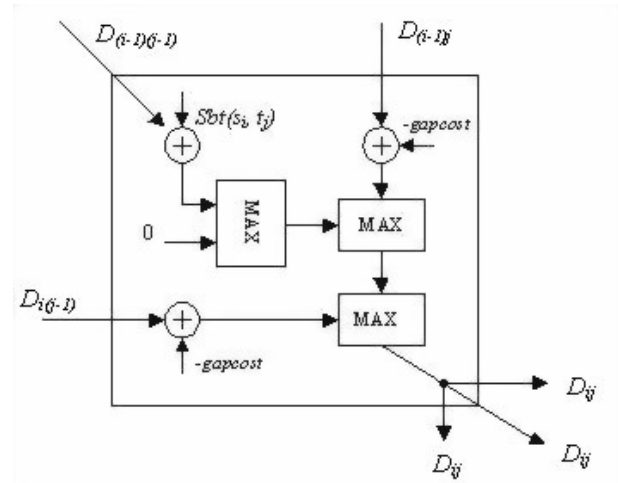 D(i-1)(j-1)
D(i-1)j
Sbt(si, tj)
-gapcost
+
+
MAX
0
MAX
Di(j-1)
+
MAX
-gapcost
Dij
Dij
Dij